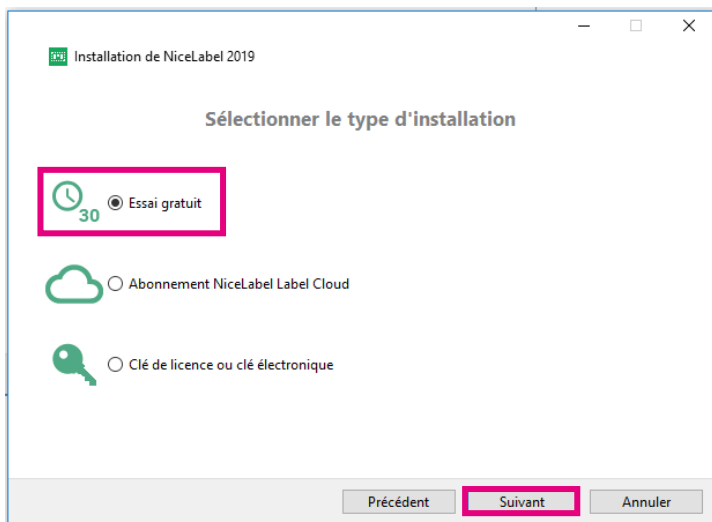 Installation de NiceLabel 2019
Sélectionner le type d'installation
30
Essai gratuit
Abonnement NiceLabel Label Cloud
Clé de licence ou clé électronique
Précédent
Suivant
Annuler